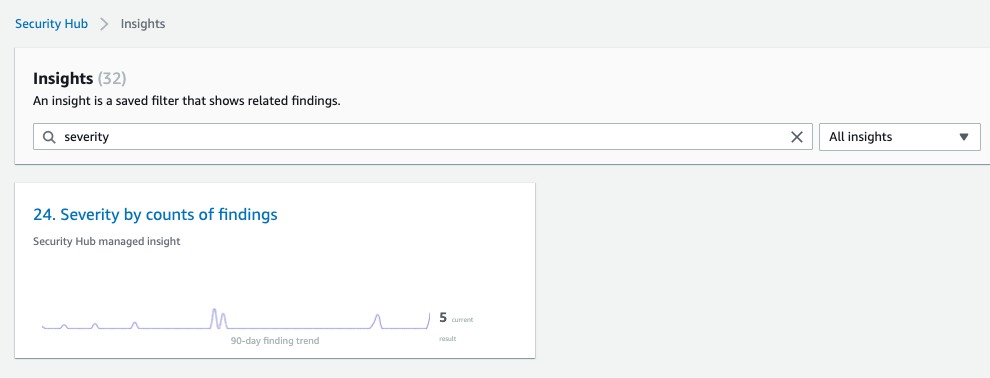 Security Hub > Insights
Insights (32)
An insight is a saved filter that shows related findings.
severity
All insights
24. Severity by counts of findings
Security Hub managed insight
5 current
result
90-day finding trend